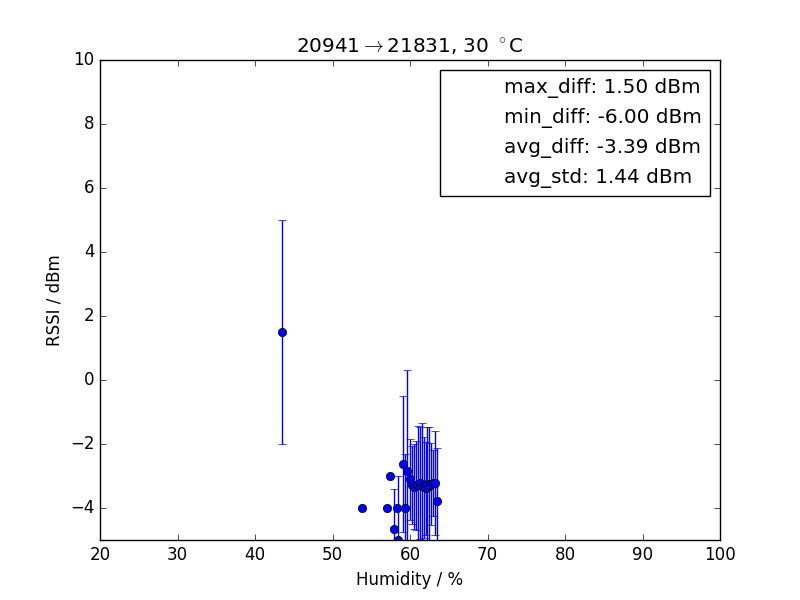 20941→21831, 30 °C
max_diff: 1.50 dBm
min_diff: -6.00 dBm
avg_diff: -3.39 dBm
avg_std: 1.44 dBm
10
8
6
4
2
0
−2
−4
RSSI / dBm
20 30 40 50 60 70 80 90 100
Humidity / %